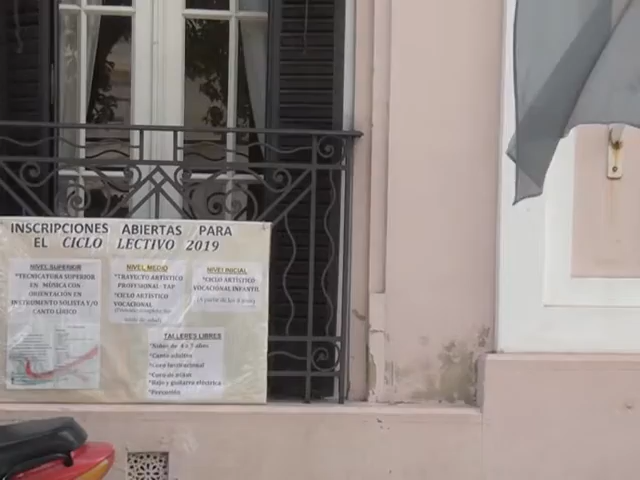 INSCRIPCIONES ABIERTAS PARA
EL CICLO LECTIVO 2019
NIVEL SUPERIOR
*TECNICATURA SUPERIOR
EN MÚSICA CON
ORIENTACIÓN EN
INSTRUMENTO SOLISTA Y/O
CANTO LÍRICO
NIVEL MEDIO
*TRAYECTO ARTÍSTICO
PROFESIONAL -TAP
*CICLO ARTÍSTICO
VOCACIONAL
NIVEL INICIAL
*CICLO ARTÍSTICO
VOCACIONAL INFANTIL
TALLERES LIBRES
*Niños de 4 a 7 años
*Canto
*Coro Institucional
*Coro de
*Bajo y guitarra eléctrica
*Percusión